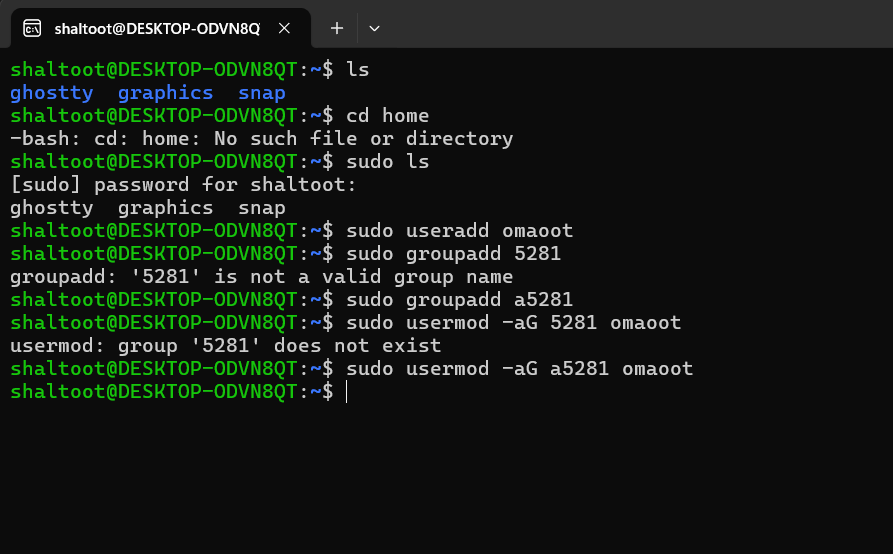 shaltoot@DESKTOP-ODVN8Q
shaltoot@DESKTOP-ODVN8QT:~$ ls
ghostty  graphics  snap
shaltoot@DESKTOP-ODVN8QT:~$ cd home
-bash: cd: home: No such file or directory
shaltoot@DESKTOP-ODVN8QT:~$ sudo ls
[sudo] password for shaltoot:
ghostty  graphics  snap
shaltoot@DESKTOP-ODVN8QT:~$ sudo useradd omaoot
shaltoot@DESKTOP-ODVN8QT:~$ sudo groupadd 5281
groupadd: '5281' is not a valid group name
shaltoot@DESKTOP-ODVN8QT:~$ sudo groupadd a5281
shaltoot@DESKTOP-ODVN8QT:~$ sudo usermod -aG 5281 omaoot
usermod: group '5281' does not exist
shaltoot@DESKTOP-ODVN8QT:~$ sudo usermod -aG a5281 omaoot
shaltoot@DESKTOP-ODVN8QT:~$